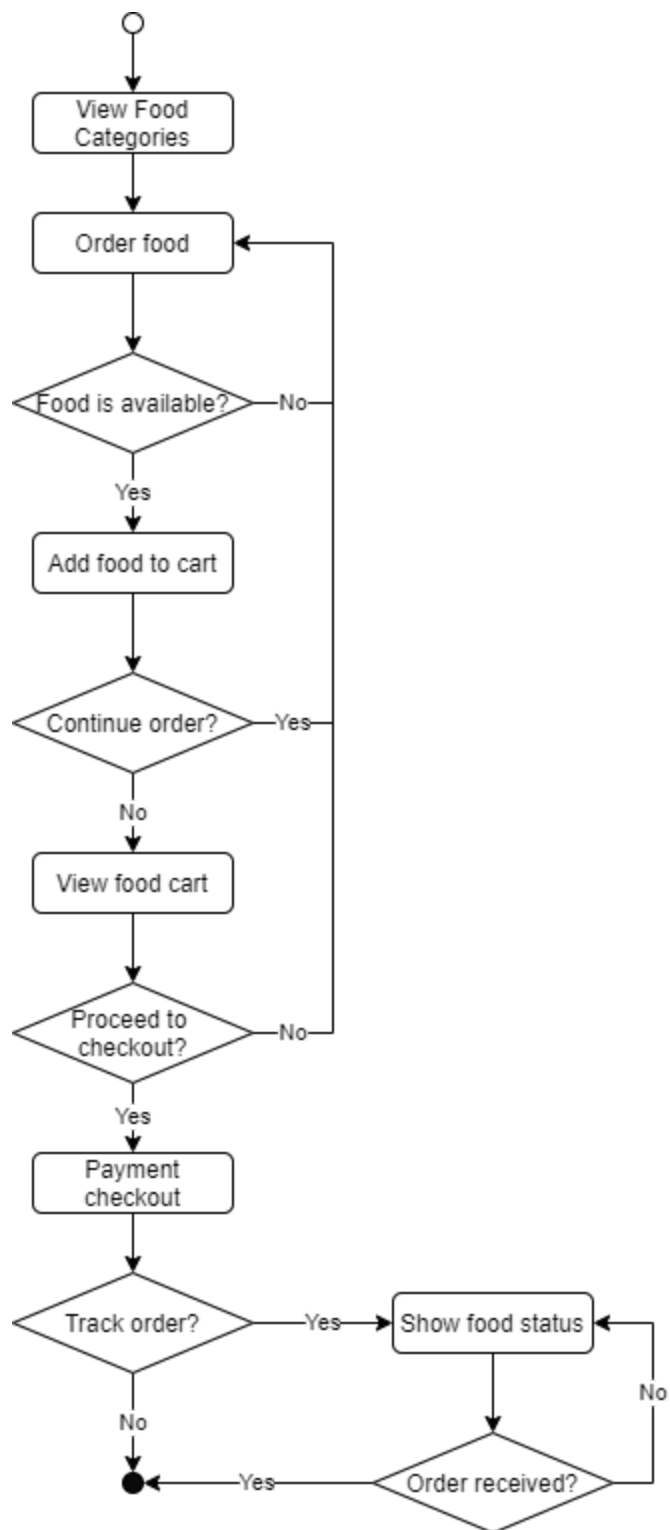 View Food
Categories
Order food
Food is available?
No
Yes
Add food to cart
Continue order?
Yes
No
View food cart
Proceed to
checkout?
No
Yes
Payment
checkout
Track order?
Yes
Show food status
No
No
Yes
Order received?